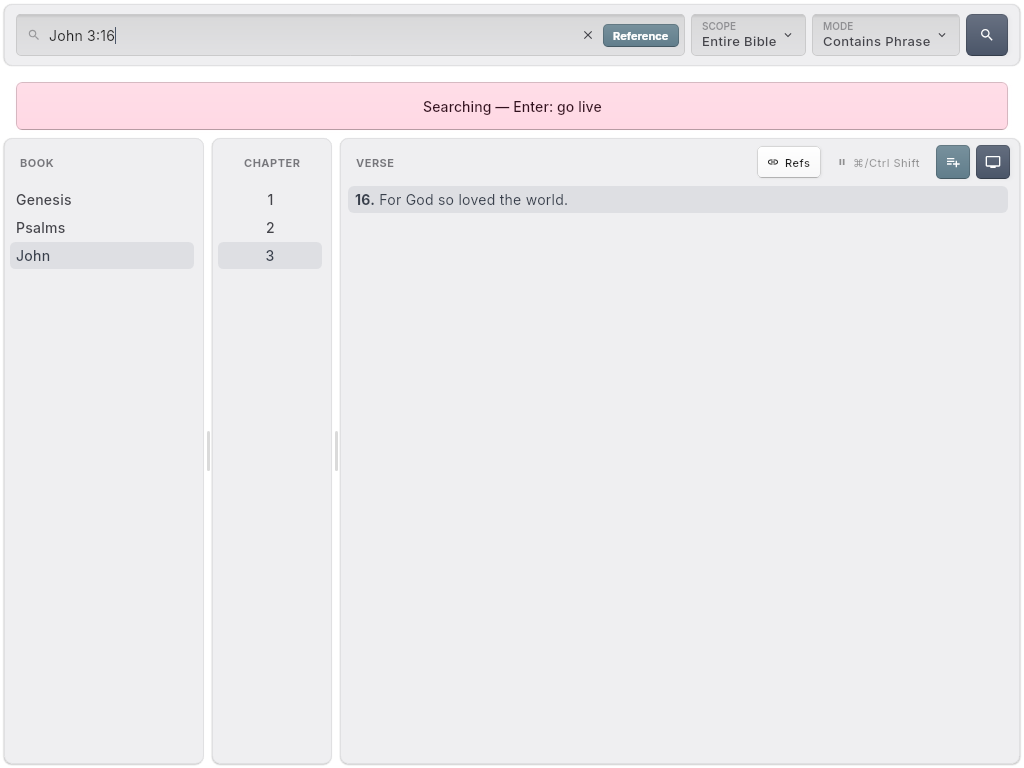 John 3:16
Reference
SCOPE
Entire Bible
MODE
Contains Phrase
Searching — Enter: go live
BOOK
Genesis
Psalms
John
CHAPTER
1
2
3
VERSE
Refs
⌘/Ctrl Shift
16. For God so loved the world.